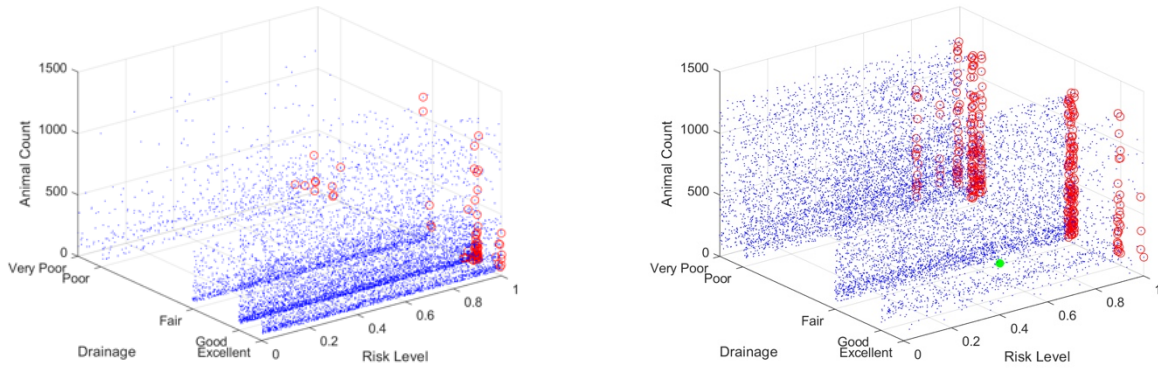 1500
1000
500
0
Animal Count
Very Poor
Poor
Fair
Good
Excellent
Drainage
0
0.2
0.4
0.6
0.8
1
Risk Level
1500
1000
500
0
Animal Count
Very Poor
Poor
Fair
Good
Excellent
Drainage
0
0.2
0.4
0.6
0.8
1
Risk Level